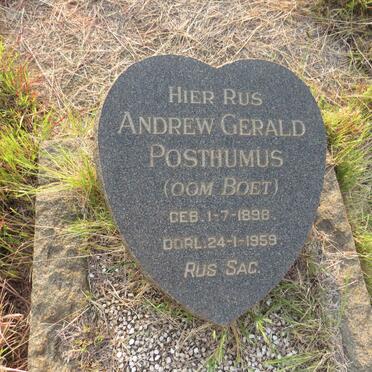 HIER RUS
ANDREW GERALD
POSTHUMUS
(OOM BOET)
GEB. 1-7-1898.
OORL. 24-1-1959.
RUS SAG.